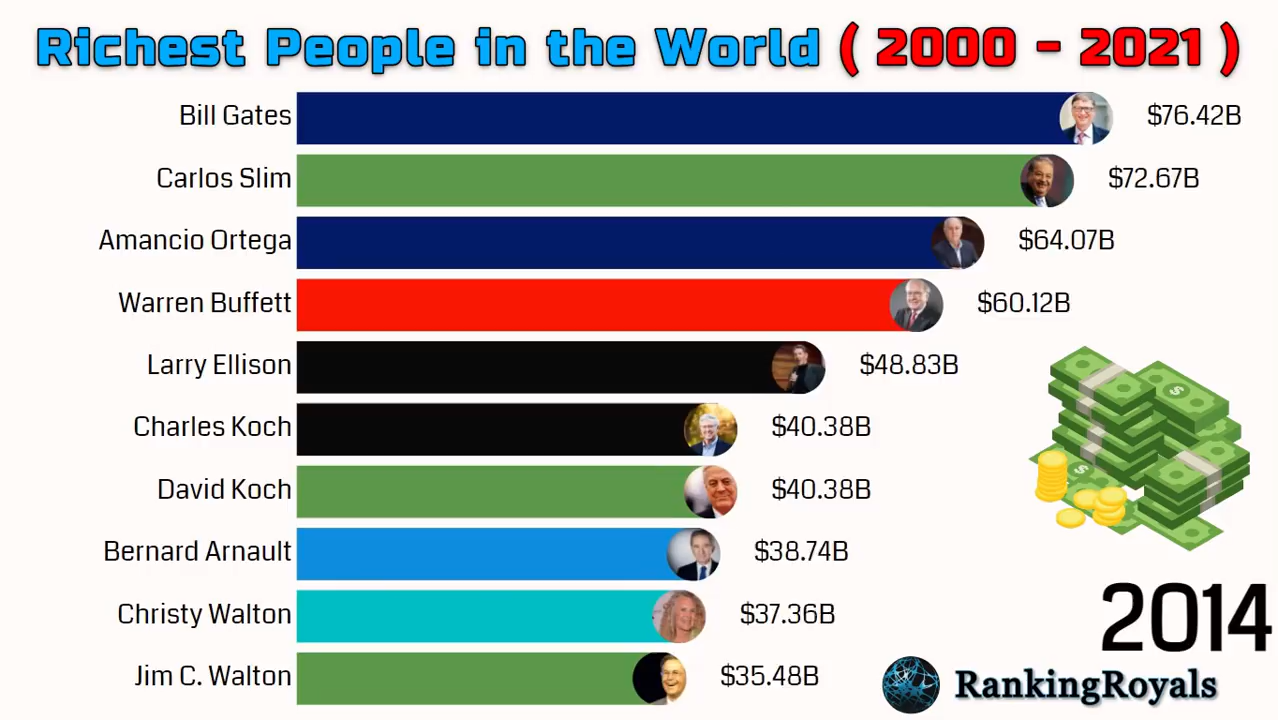 Richest People in the World ( 2000 - 2021 )
Bill Gates $76.42B
Carlos Slim $72.67B
Amancio Ortega $64.07B
Warren Buffett $60.12B
Larry Ellison $48.83B
Charles Koch $40.38B
David Koch $40.38B
Bernard Arnault $38.74B
Christy Walton $37.36B
Jim C. Walton $35.48B
$
$
2014
RankingRoyals